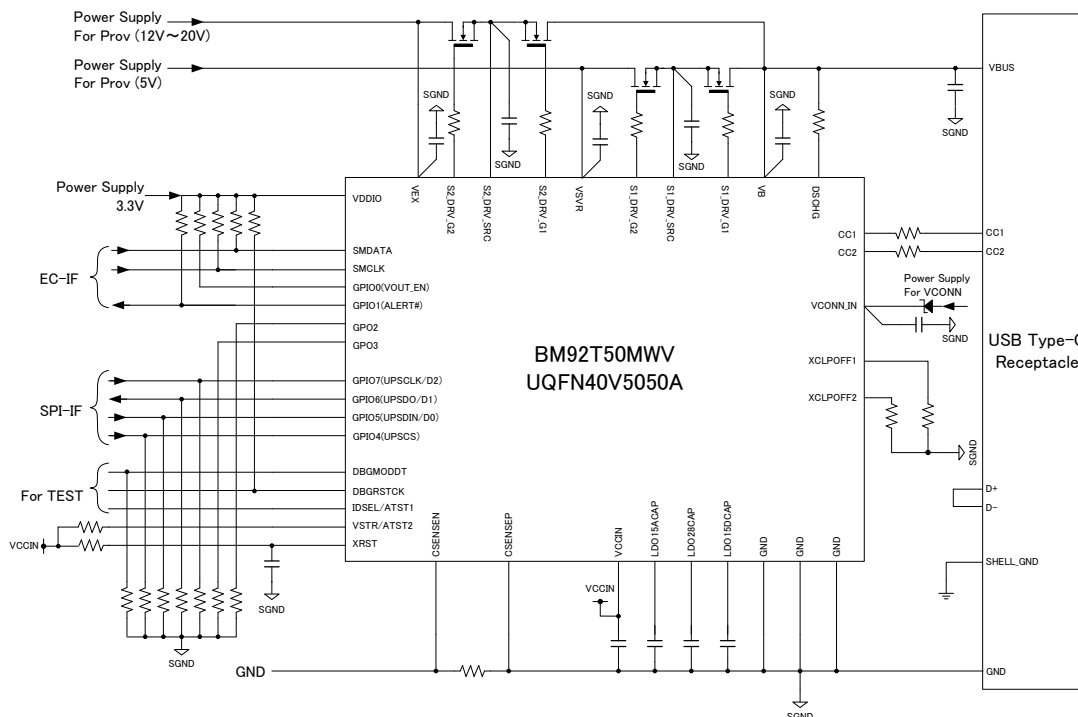 Power Supply
For Prov (12V～20V)
Power Supply
For Prov (5V)
VBUS
SGND
SGND
SGND
SGND
SGND
SGND
SGND
VEX
S2_DRV_G2
S2_DRV_SRC
S2_DRV_G1
VSVR
S1_DRV_G2
S1_DRV_SRC
S1_DRV_G1
VB
DSCHG
Power Supply
3.3V
VDDIO
EC-IF
SMDATA
SMCLK
GPIO0(VOUT_EN)
GPIO1(ALERT#)
GPO2
GPO3
SPI-IF
GPIO7(UPSCLK/D2)
GPIO6(UPSDO/D1)
GPIO5(UPSDIN/D0)
GPIO4(UPSCS)
For TEST
DBGMODDT
DBGRSTCK
IDSEL/ATST1
VSTR/ATST2
VCCIN
XRST
SGND
SGND
BM92T50MWV
UQFN40V5050A
CC1
CC2
CC1
CC2
Power Supply
For VCONN
VCONN_IN
SGND
XCLPOFF1
XCLPOFF2
SGND
USB Type-C
Receptacle
D+
D-
SHELL_GND
GND
CSENSEN
CSENSEP
VCCIN
LDO15ACAP
LDO28CAP
LDO15DCAP
GND
GND
GND
VCCIN
GND
SGND